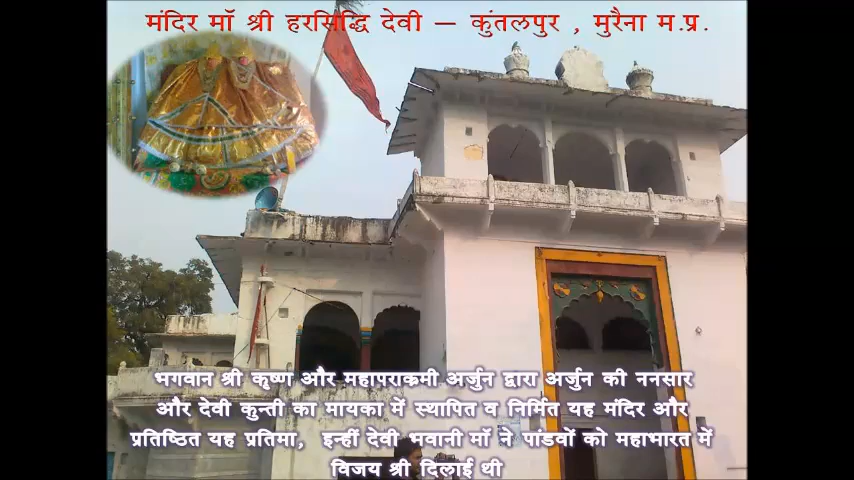 मंदिर माँ श्री हरसिद्धि देवी – कुंतलपुर , मुरैना म.प्र.
भगवान श्री कृष्ण और महापराक्रमी अर्जुन द्वारा अर्जुन की ननसार
और देवी कुन्ती का मायका में स्थापित व निर्मित यह मंदिर और
प्रतिष्ठित यह प्रतिमा, इन्हीं देवी भवानी माँ ने पांडवों को महाभारत में
विजय श्री दिलाई थी